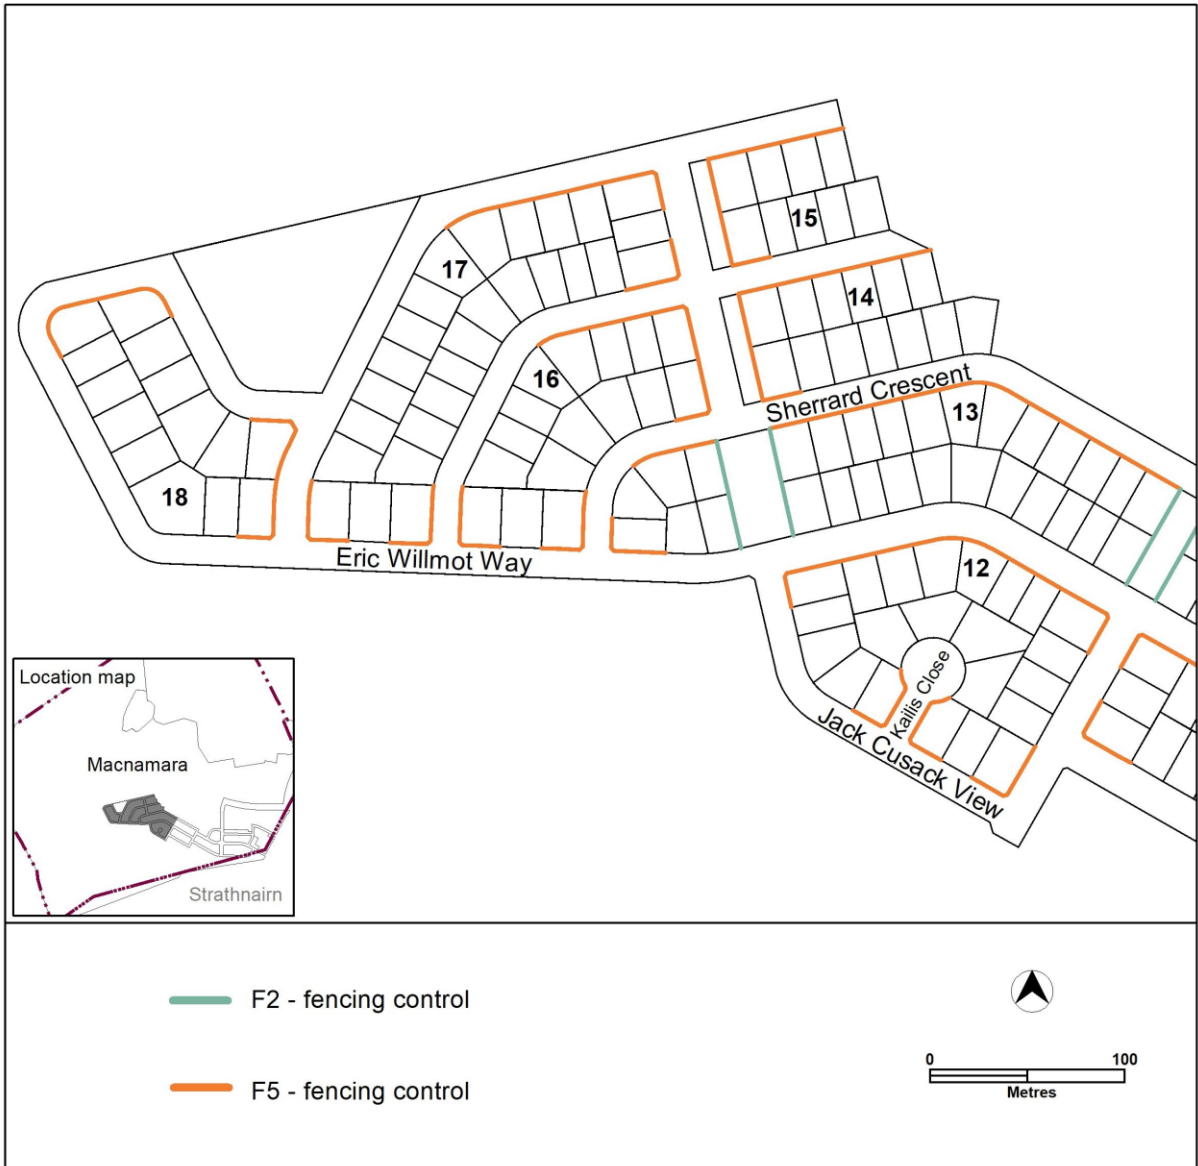 15
17
14
16
Sherrard Crescent
13
18
Eric Willmot Way
12
Kailis Close
Jack Cusack View
Location map
Macnamara
Strathnairn
F2 - fencing control
F5 - fencing control
0 100
Metres